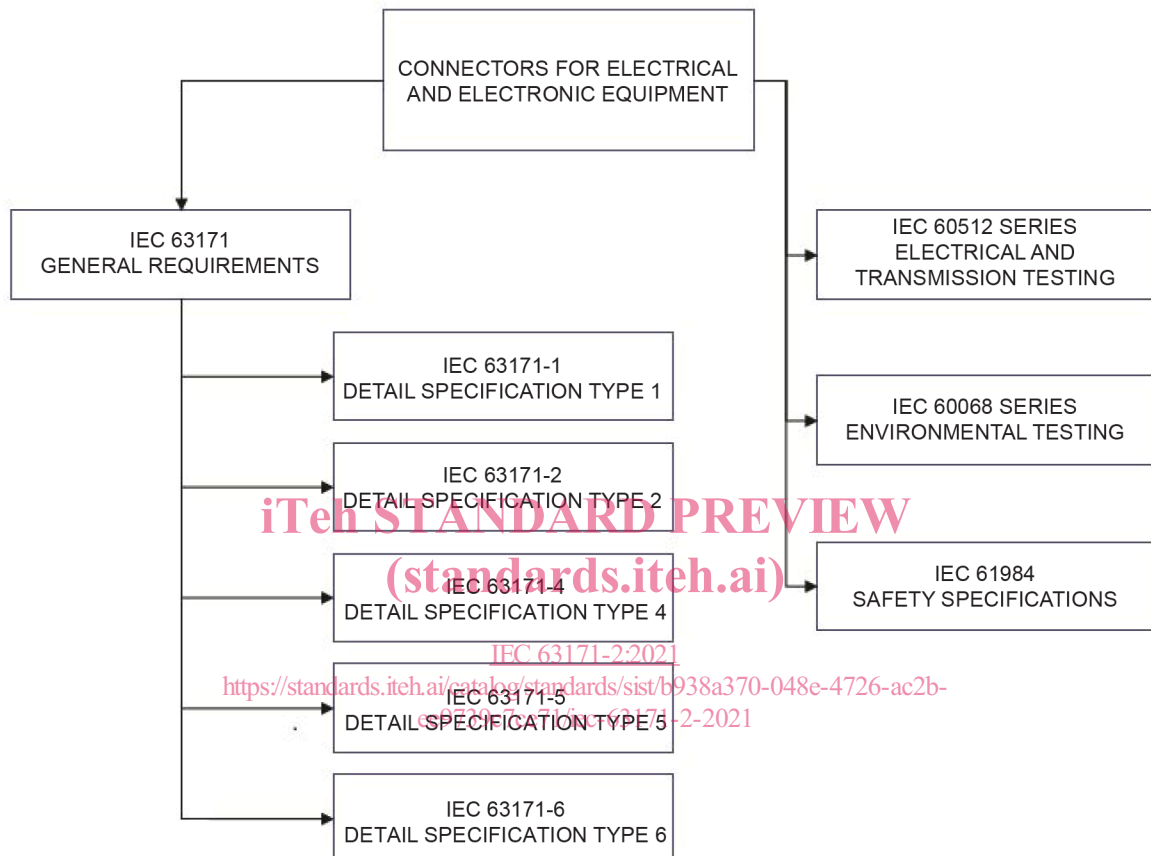 CONNECTORS FOR ELECTRICAL
AND ELECTRONIC EQUIPMENT
IEC 63171
GENERAL REQUIREMENTS
IEC 60512 SERIES
ELECTRICAL AND
TRANSMISSION TESTING
IEC 63171-1
DETAIL SPECIFICATION TYPE 1
IEC 60068 SERIES
ENVIRONMENTAL TESTING
IEC 63171-2
DETAIL SPECIFICATION TYPE 2
iTeh STANDARD PREVIEW
(standards.iteh.ai)
IEC 63171-4
DETAIL SPECIFICATION TYPE 4
IEC 61984
SAFETY SPECIFICATIONS
IEC 63171-2:2021
https://standards.iteh.ai/catalog/standards/sist/b938a370-048e-4726-ac2b-
IEC 63171-5
DETAIL SPECIFICATION TYPE 5
IEC 63171-6
DETAIL SPECIFICATION TYPE 6